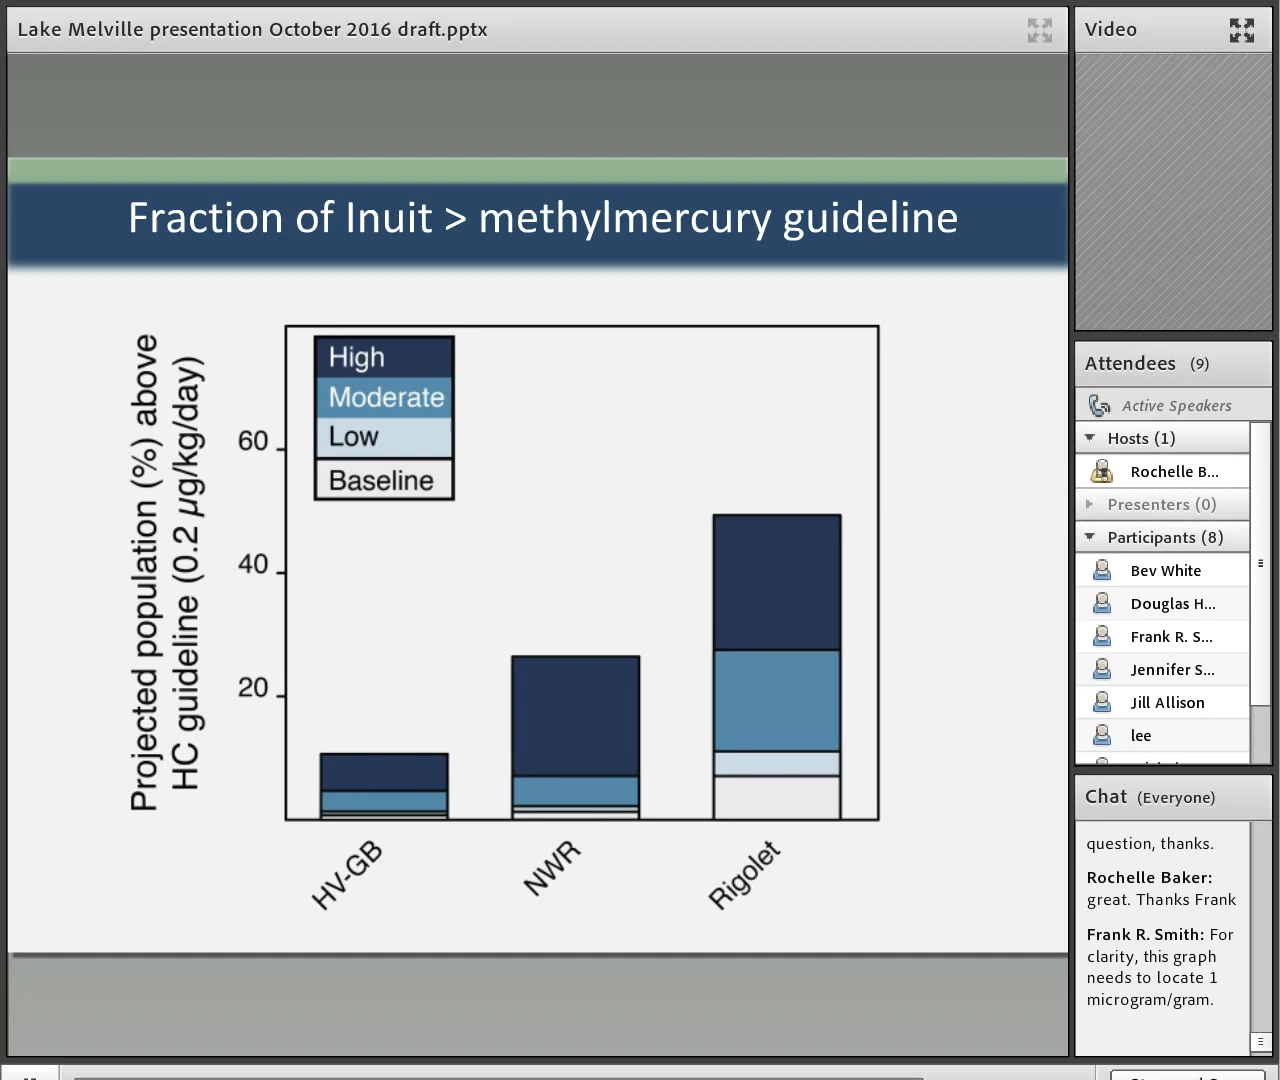 Lake Melville presentation October 2016 draft.pptx
Fraction of Inuit > methylmercury guideline
Projected population (%) above
HC guideline (0.2 µg/kg/day)
High
Moderate
Low
Baseline
60
40
20
HV-GB
NWR
Rigolet
Video
Attendees (9)
Active Speakers
Hosts (1)
Rochelle B...
Presenters (0)
Participants (8)
Bev White
Douglas H...
Frank R. S...
Jennifer S...
Jill Allison
lee
Chat (Everyone)
question, thanks.
Rochelle Baker:
great. Thanks Frank
Frank R. Smith: For
clarity, this graph
needs to locate 1
microgram/gram.